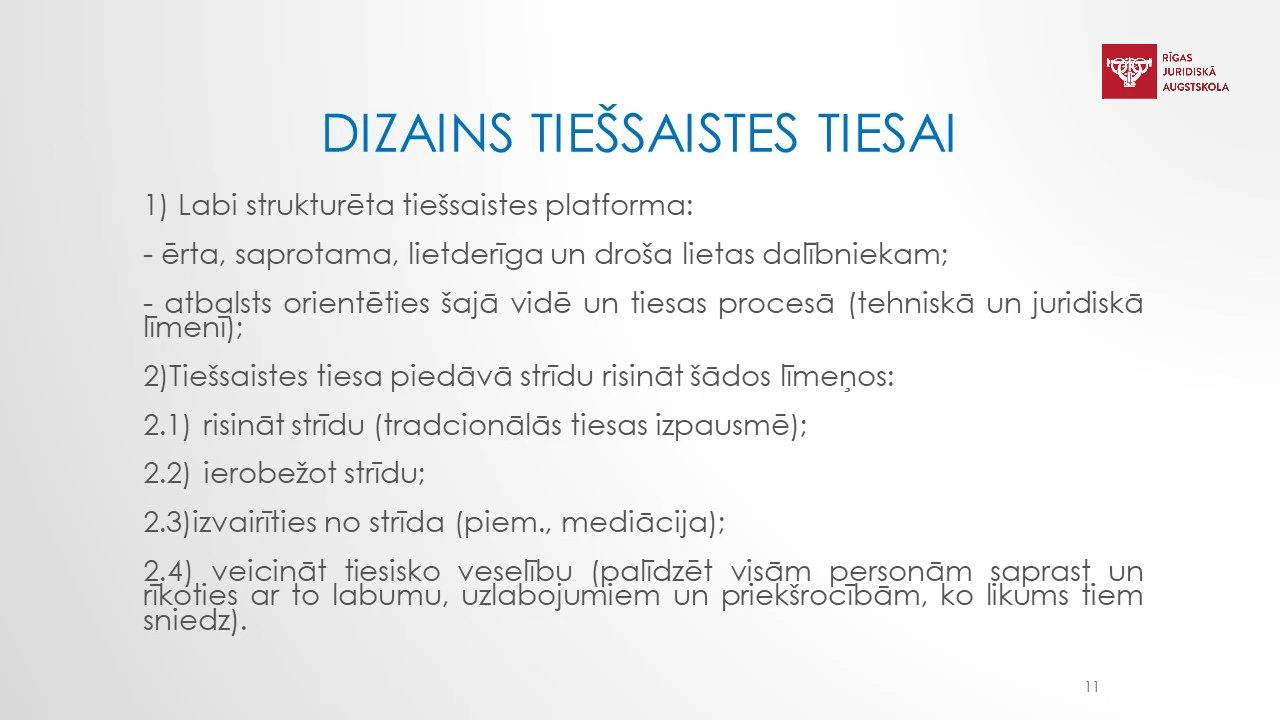 RĪGAS
JURIDISKĀ
AUGSTSKOLA
DIZAINS TIEŠSAISTES TIESAI
1) Labi strukturēta tiešsaistes platforma:
- ērta, saprotama, lietderīga un droša lietas dalībniekam;
- atbalsts orientēties šajā vidē un tiesas procesā (tehniskā un juridiskā
līmenī);
2)Tiešsaistes tiesa piedāvā strīdu risināt šādos līmeņos:
2.1) risināt strīdu (tradcionālās tiesas izpausmē);
2.2) ierobežot strīdu;
2.3)izvairīties no strīda (piem., mediācija);
2.4) veicināt tiesisko veselību (palīdzēt visām personām saprast un
rīkoties ar to labumu, uzlabojumiem un priekšrocībām, ko likums tiem
sniedz).
11